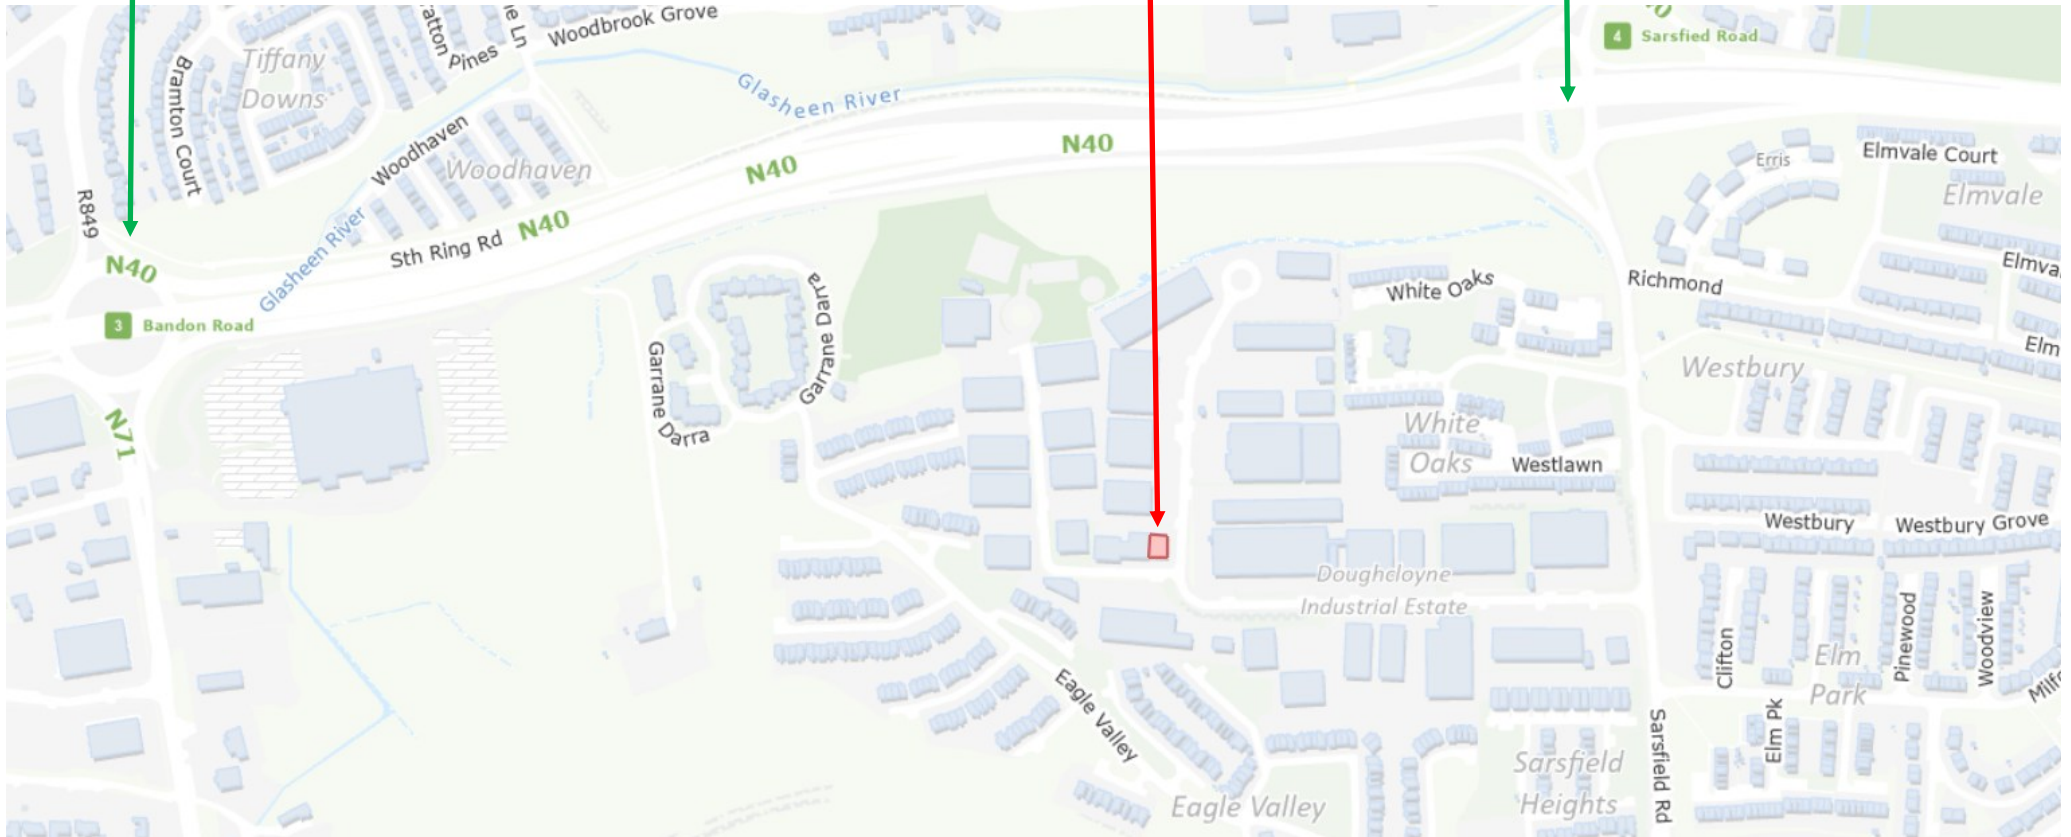 Woodbrook Grove
Pines
Tiffany
Downs
Bramton Court
R849
Woodhaven
Woodhaven
Glasheen River
Glasheen River
N40
N40
N40
N40
Sth Ring Rd
3 Bandon Road
N71
4 Sarsfied Road
Erris
Elmvale Court
Elmvale
Richmond
White Oaks
Garrane Darra
Garrane Darra
Westbury
White
Oaks
Westlawn
Westbury
Westbury Grove
Doughcloyne
Industrial Estate
Clifton
Pinewood
Woodview
Elm
Park
Elm Pk
Eagle Valley
Eagle Valley
Sarsfield
Heights
Sarsfield Rd